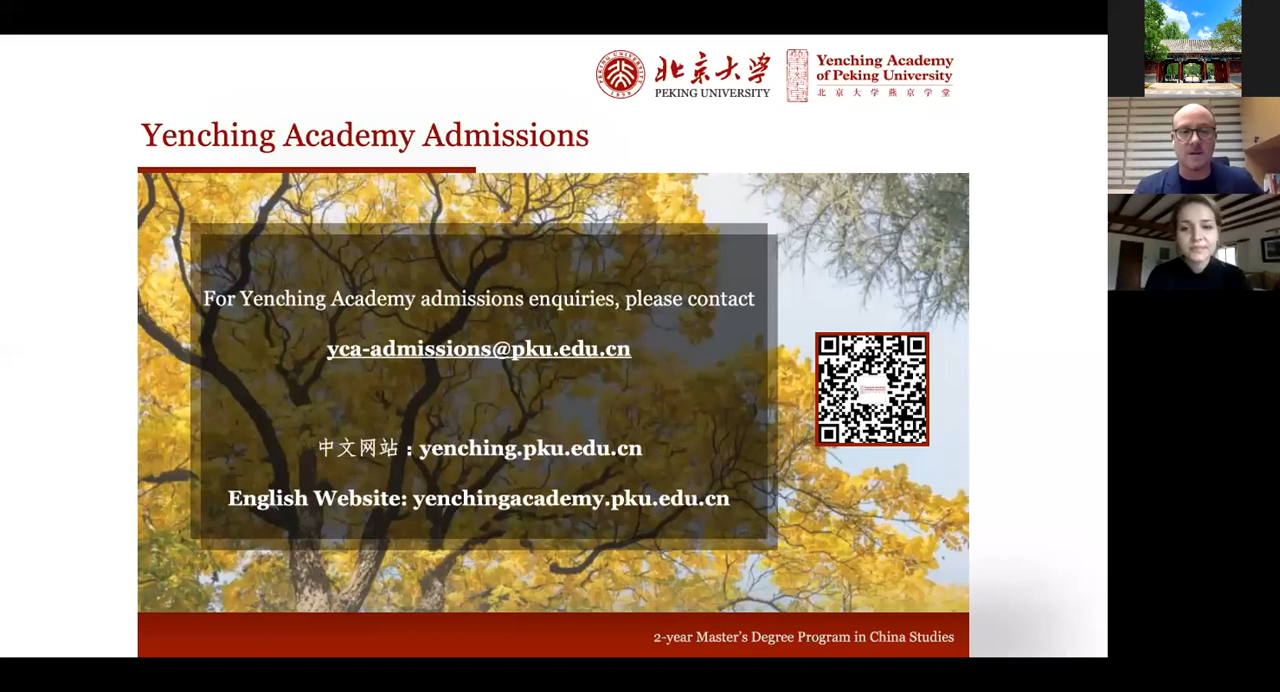 北京大学
PEKING UNIVERSITY
Yenching Academy
of Peking University
北京大学燕京学堂
Yenching Academy Admissions
For Yenching Academy admissions enquiries, please contact
yca-admissions@pku.edu.cn
中文网站：yenching.pku.edu.cn
English Website: yenchingacademy.pku.edu.cn
2-year Master's Degree Program in China Studies